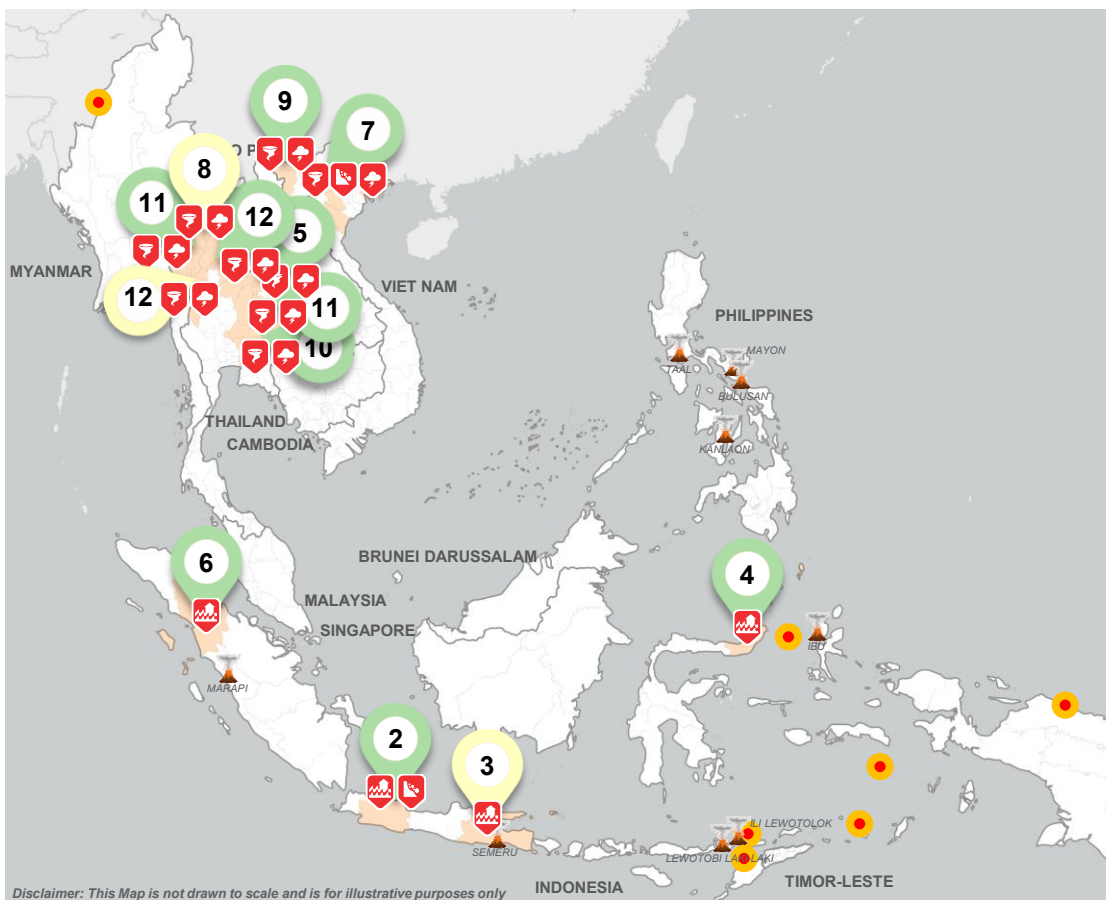 9
7
O P
8
11
12
5
MYANMAR
VIET NAM
12
11
10
PHILIPPINES
MAYON
TAAL
BULUSAN
THAILAND
CAMBODIA
KANLAON
BRUNEI DARUSSALAM
6
4
MALAYSIA
SINGAPORE
IBU
MARAPI
2
3
ILI LEWOTOLOK
SEMERU
LEWOTOBI LAKI-LAKI
TIMOR-LESTE
INDONESIA
Disclaimer: This Map is not drawn to scale and is for illustrative purposes only